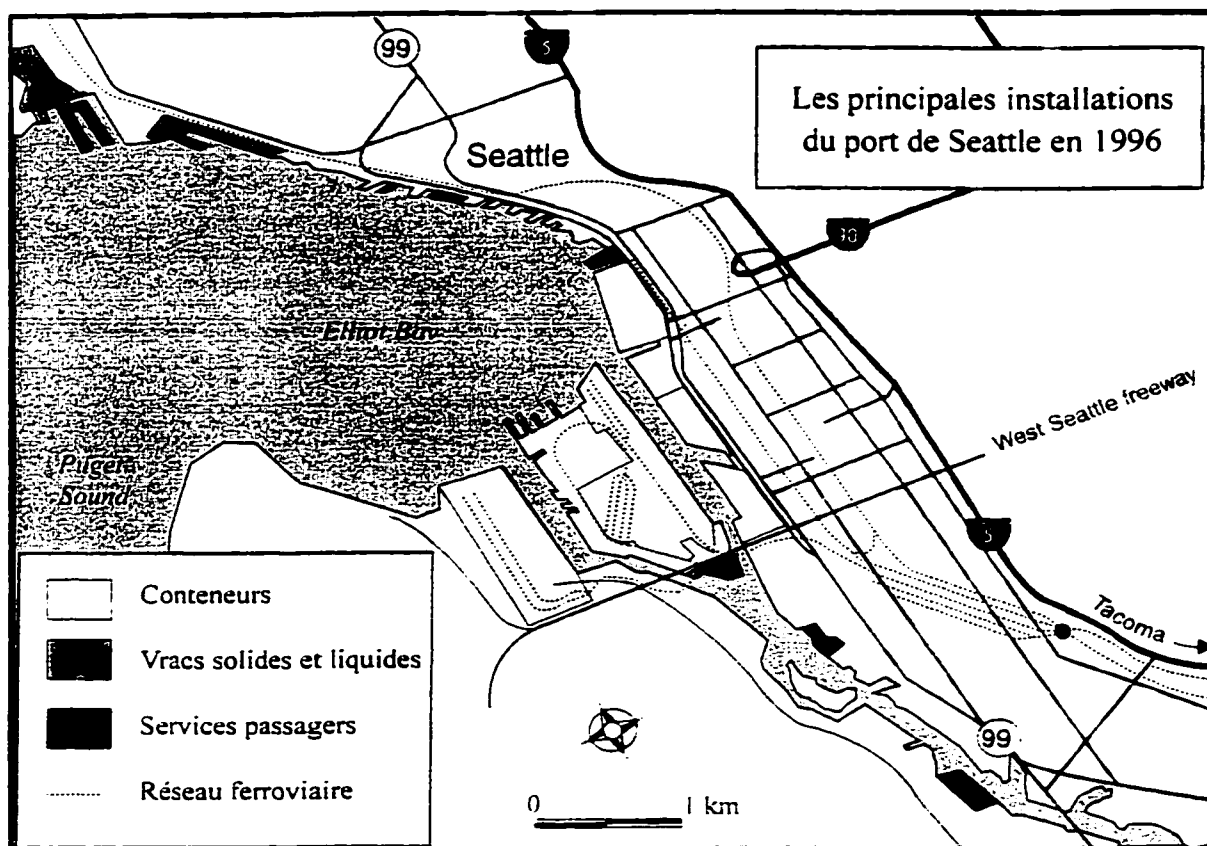 99
5
Les principales installations
du port de Seattle en 1996
Seattle
90
Elliot Bay
West Seattle freeway
Sound
5
Conteneurs
Tacoma
Vracs solides et liquides
Services passagers
99
Réseau ferroviaire
0 1 km